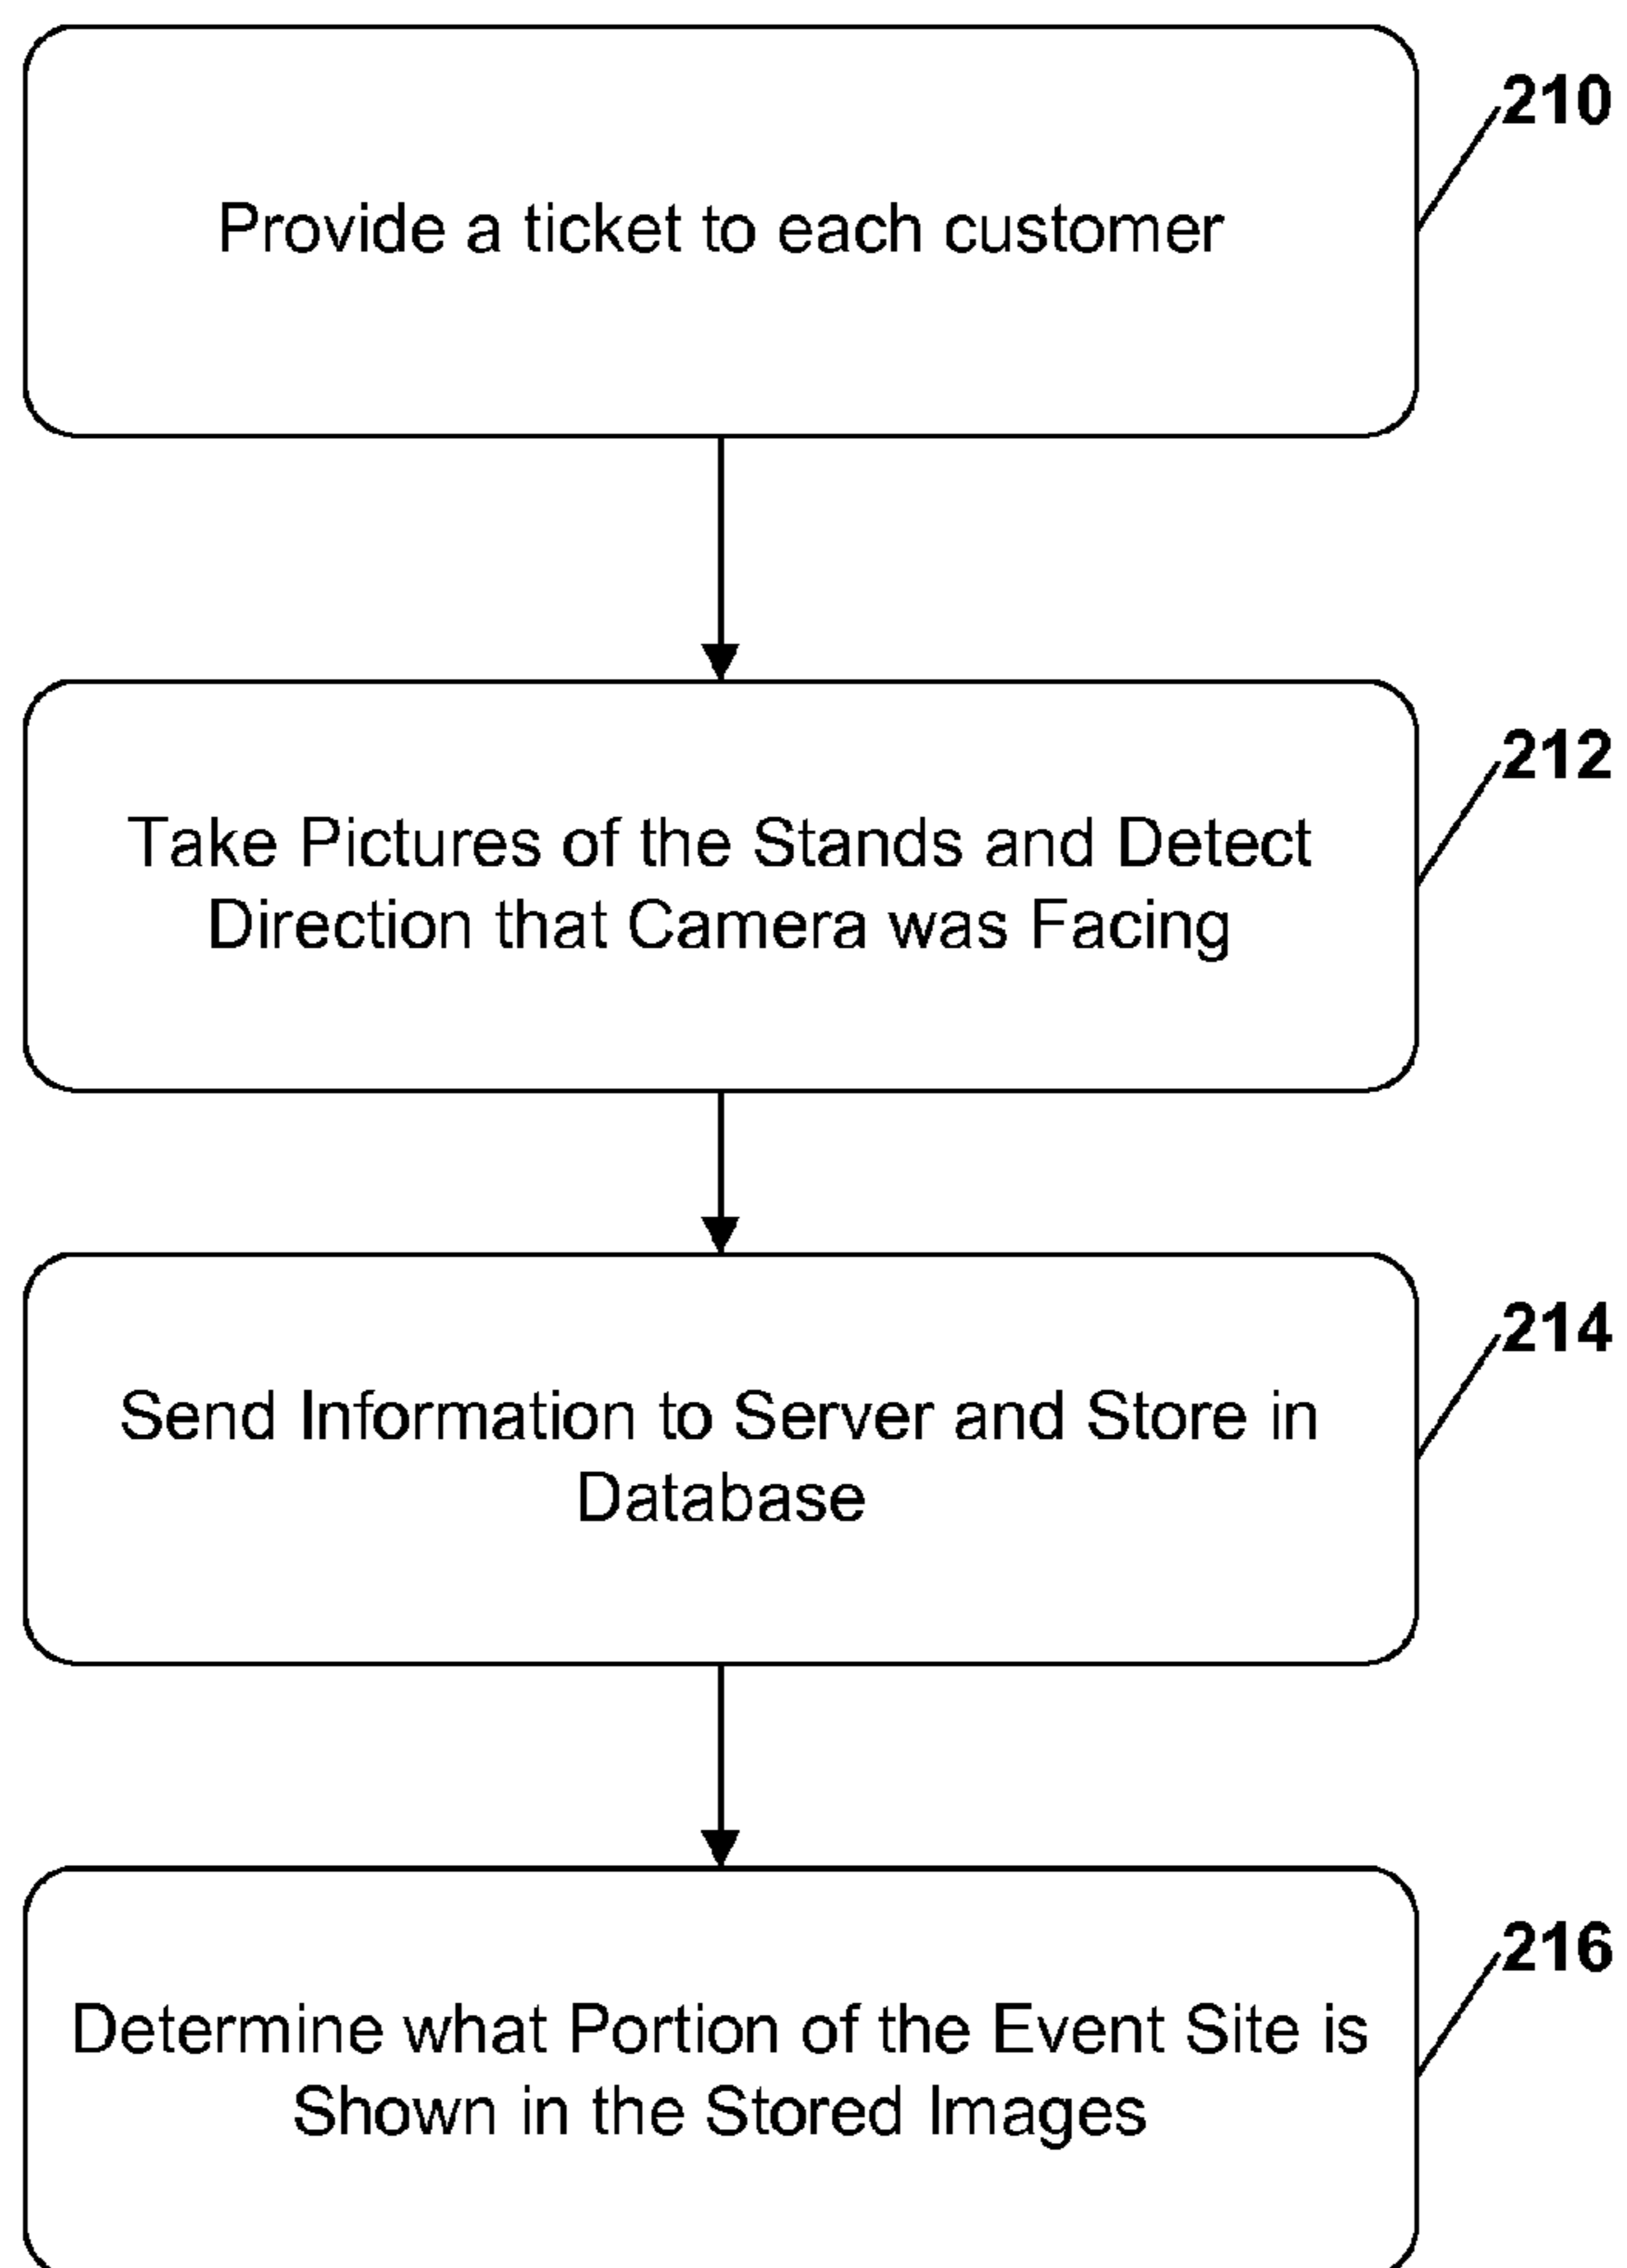 210
Provide a ticket to each customer
212
Take Pictures of the Stands and Detect
Direction that Camera was Facing
214
Send Information to Server and Store in
Database
216
Determine what Portion of the Event Site is
Shown in the Stored Images